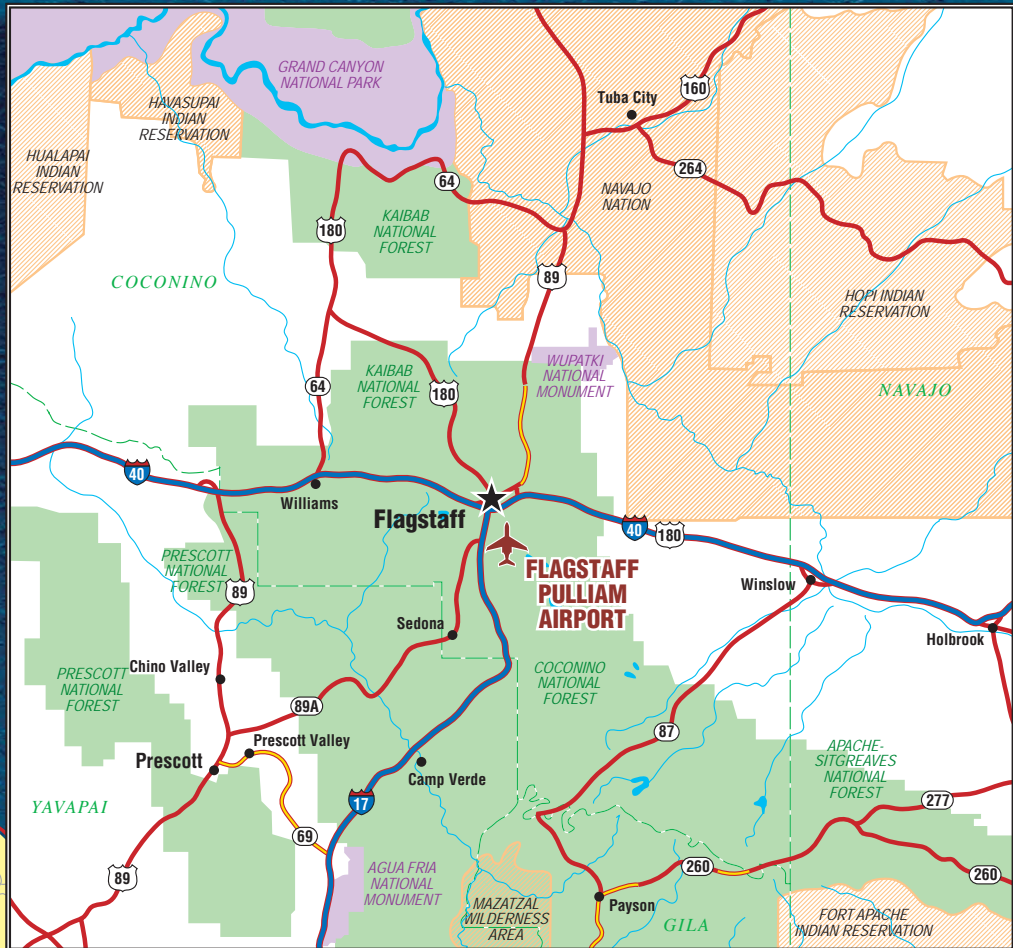 GRAND CANYON
NATIONAL PARK
HAVASUPAI
INDIAN
RESERVATION
HUALAPAI
INDIAN
RESERVATION
Tuba City
160
264
NAVAJO
NATION
64
180
KAIBAB
NATIONAL
FOREST
89
COCONINO
HOPI INDIAN
RESERVATION
WUPATKI
NATIONAL
MONUMENT
KAIBAB
NATIONAL
FOREST
64
180
NAVAJO
40
Williams
Flagstaff
40
180
FLAGSTAFF
PULLIAM
AIRPORT
PRESCOTT
NATIONAL
FOREST
89
Winslow
Holbrook
Sedona
Chino Valley
PRESCOTT
NATIONAL
FOREST
89A
COCONINO
NATIONAL
FOREST
87
Prescott Valley
Prescott
Camp Verde
APACHE-
SITGREAVES
NATIONAL
FOREST
YAVAPAI
17
277
69
89
AGUA FRIA
NATIONAL
MONUMENT
260
260
MAZATZAL
WILDERNESS
AREA
Payson
GILA
FORT APACHE
INDIAN RESERVATION